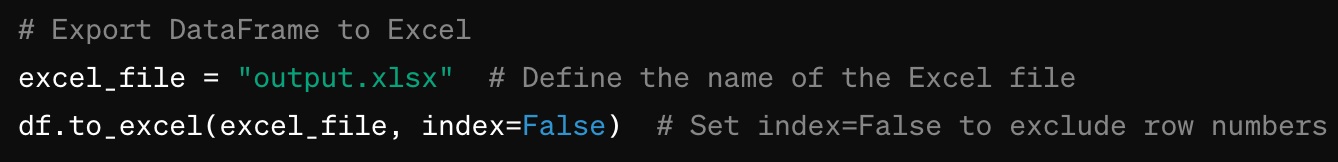 # Export DataFrame to Excel
excel_file = "output.xlsx"  # Define the name of the Excel file
df.to_excel(excel_file, index=False)  # Set index=False to exclude row numbers